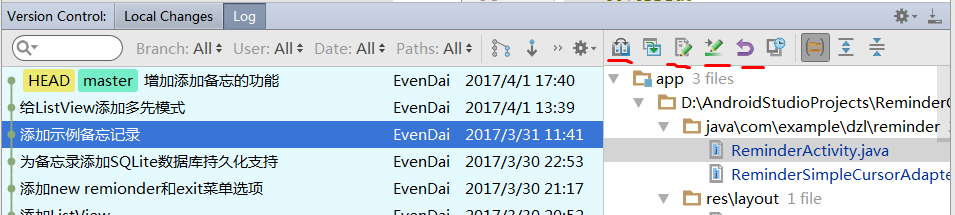 Version Control: Local Changes Log
Branch: All User: All Date: All Paths: All »
HEAD master 增加添加备忘的功能 EvenDai 2017/4/1 17:40
给ListView添加多先模式 EvenDai 2017/4/1 13:39
添加示例备忘记录 EvenDai 2017/3/31 11:41
为备忘录添加SQLite数据库持久化支持 EvenDai 2017/3/30 22:53
添加new remionder和exit菜单选项 EvenDai 2017/3/30 21:17
添加ListView EvenDai 2017/3/30 20:52
app 3 files
D:\AndroidStudioProjects\Reminder
java\com\example\dzl\reminder
ReminderActivity.java
ReminderSimpleCursorAdapte
res\layout 1 file